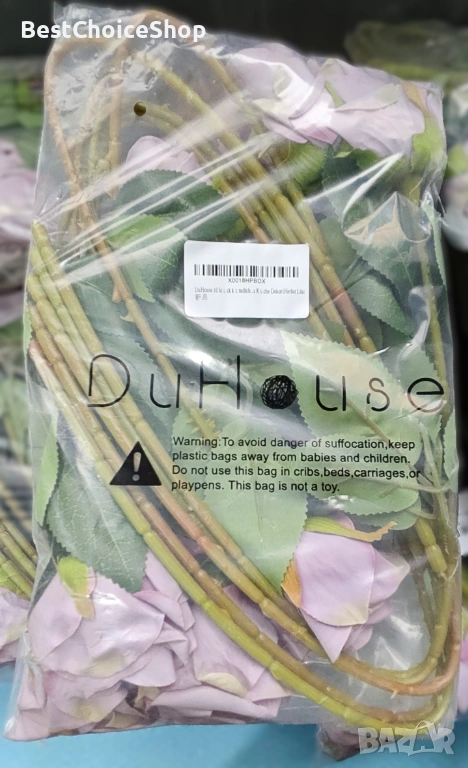 BestChoiceShop
X0018HPBDX
DuHouse
Warning:To avoid danger of suffocation,keep
plastic bags away from babies and children.
Do not use this bag in cribs,beds,carriages,or
playpens. This bag is not a toy.
BAZAR